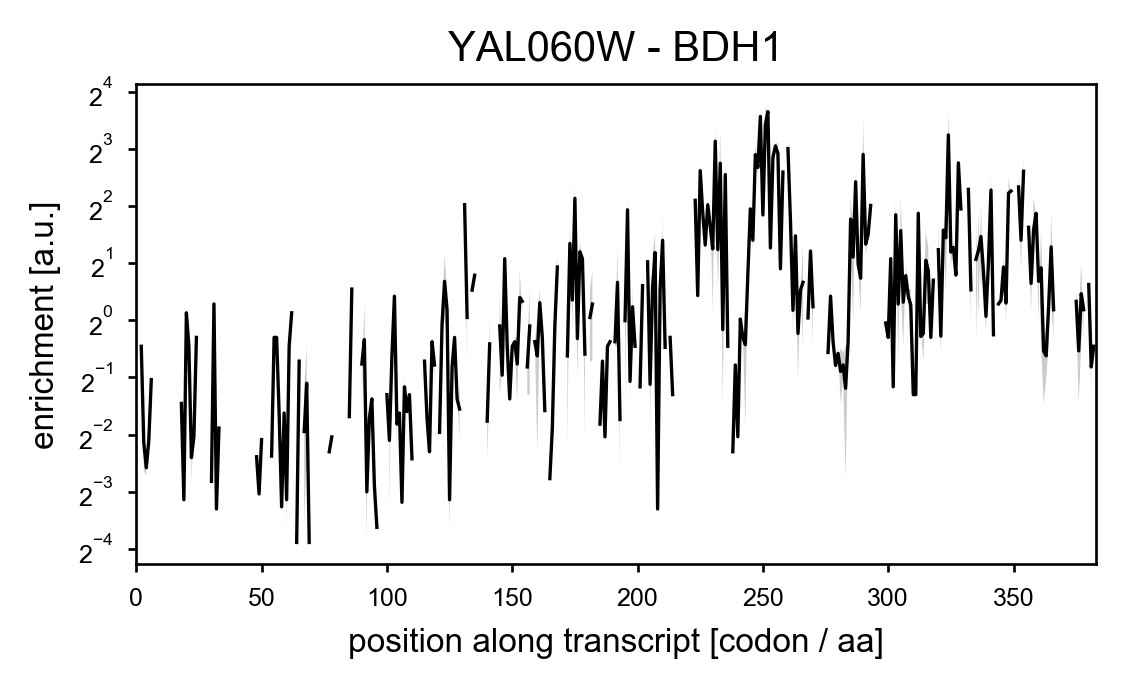 YAL060W - BDH1
enrichment [a.u.]
2^4
2^3
2^2
2^1
2^0
2^−1
2^−2
2^−3
2^−4
0 50 100 150 200 250 300 350
position along transcript [codon / aa]